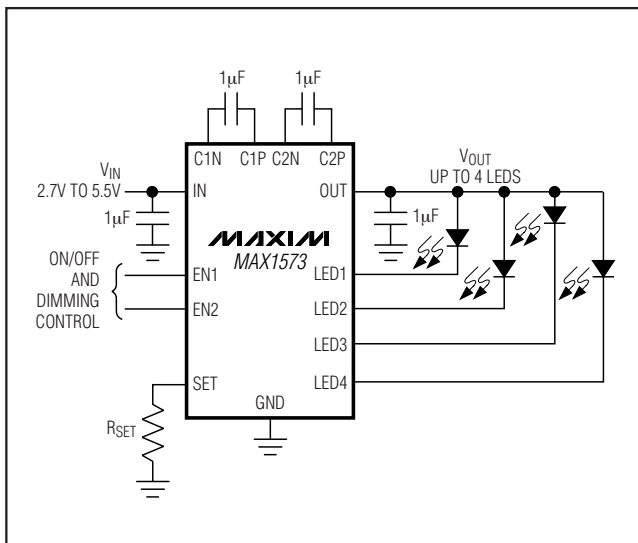 1μF
1μF
C1N
C1P
C2N
C2P
VIN
2.7V TO 5.5V
IN
OUT
VOUT
UP TO 4 LEDS
1μF
1μF
MAXIM
MAX1573
ON/OFF
AND
DIMMING
CONTROL
EN1
EN2
LED1
LED2
LED3
LED4
SET
GND
RSET